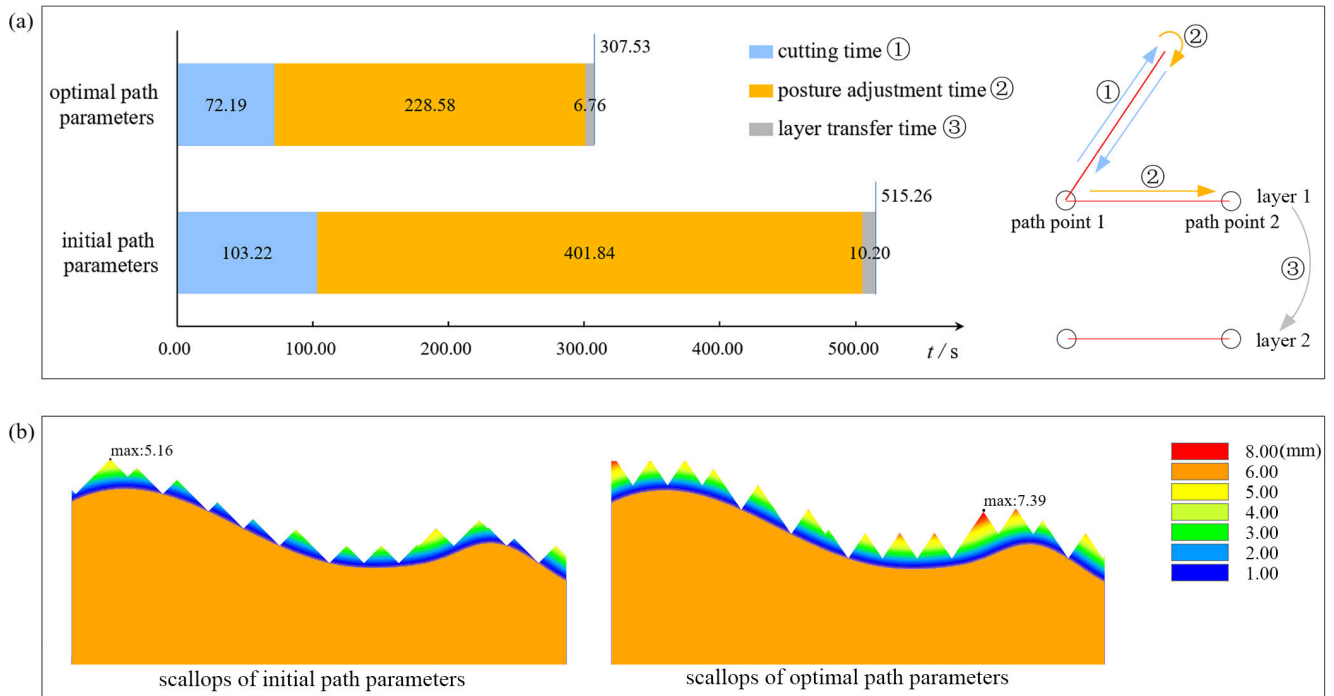 (a)
307.53
cutting time ①
posture adjustment time ②
layer transfer time ③
optimal path
parameters
72.19
228.58
6.76
515.26
initial path
parameters
103.22
401.84
10.20
0.00
100.00
200.00
300.00
400.00
500.00
t / s
②
①
②
layer 1
path point 1
path point 2
③
layer 2
(b)
max:5.16
scallops of initial path parameters
max:7.39
scallops of optimal path parameters
8.00(mm)
6.00
5.00
4.00
3.00
2.00
1.00